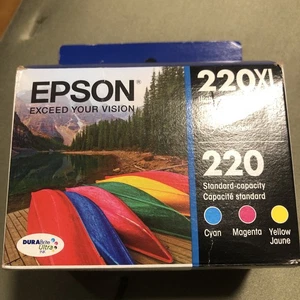 EPSON
EXCEED YOUR VISION
220XL
220
Standard-capacity
Capacité standard
Cyan
Magenta
Yellow
Jaune
DURABrite
Ultra